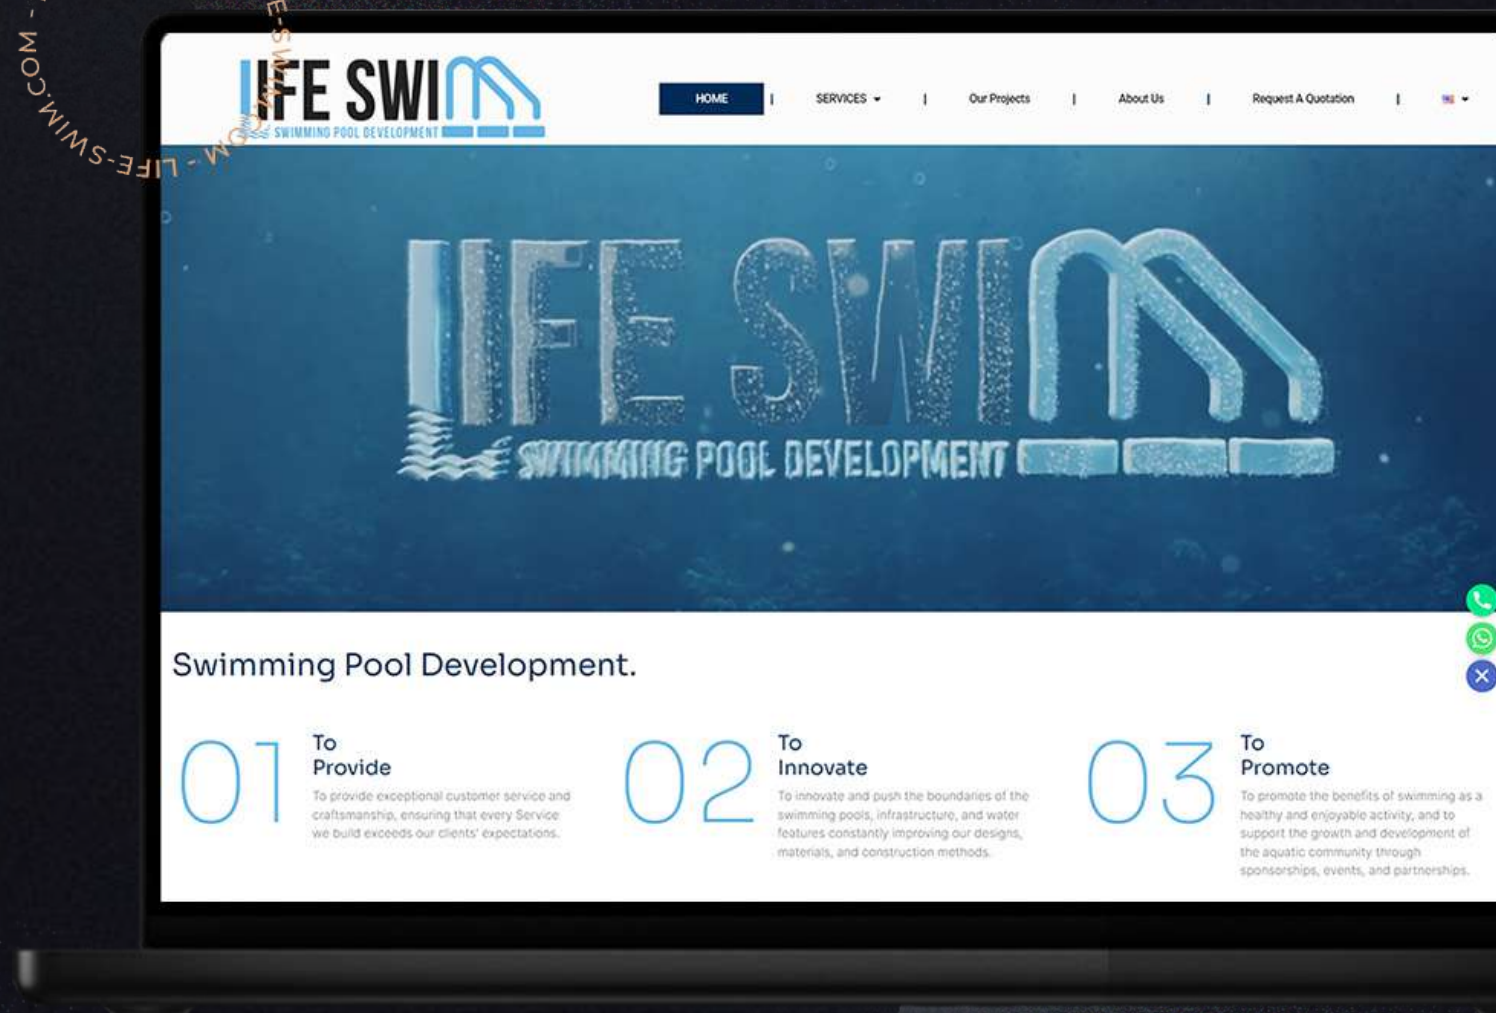 - W
E-SWIM.COM - LIFE-SWIM.COM -
LIFE SWIM
SWIMMING POOL DEVELOPMENT
HOME | SERVICES | Our Projects | About Us | Request A Quotation |
LIFE SWIM
SWIMMING POOL DEVELOPMENT
Swimming Pool Development.
01
To
Provide
To provide exceptional customer service and
craftsmanship, ensuring that every Service
we build exceeds our clients' expectations.
02
To
Innovate
To innovate and push the boundaries of the
swimming pools, infrastructure, and water
features constantly improving our designs,
materials, and construction methods.
03
To
Promote
To promote the benefits of swimming as a
healthy and enjoyable activity, and to
support the growth and development of
the aquatic community through
sponsorships, events, and partnerships.